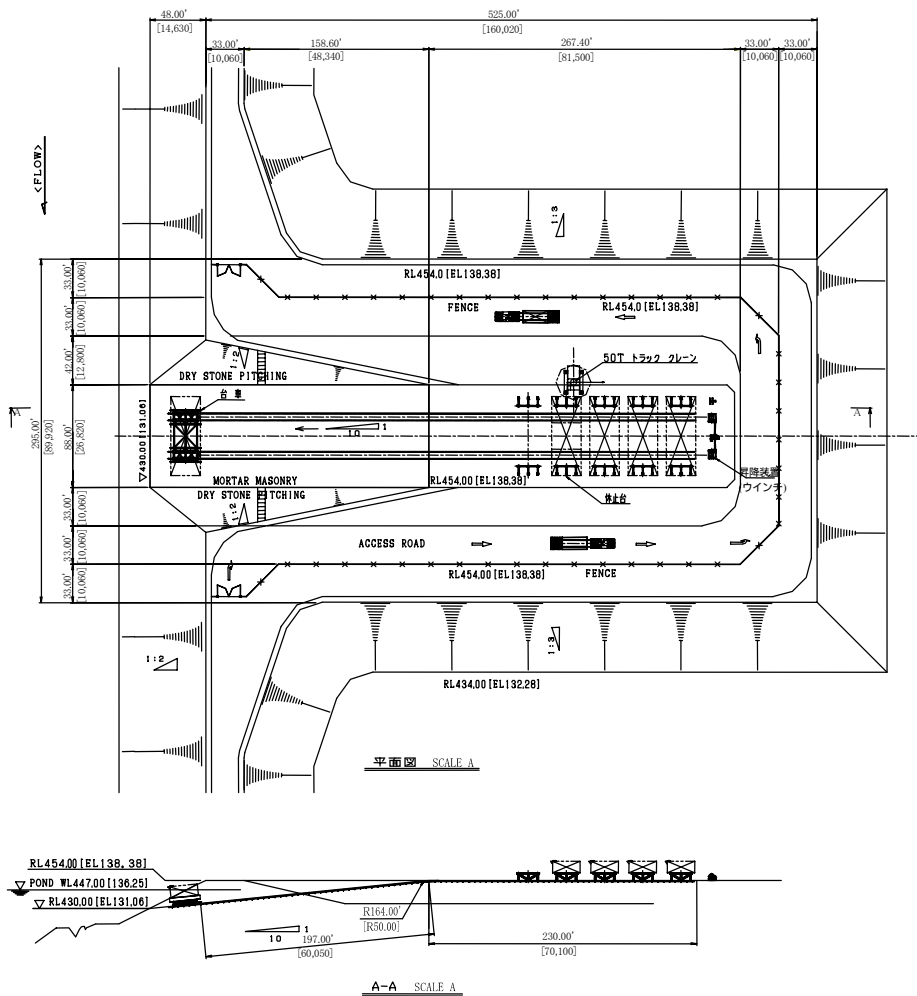 48.00'
[14,630]
525.00'
[160,020]
33.00'
[10,060]
158.60'
[48,340]
267.40'
[81,500]
33.00'
[10,060]
33.00'
[10,060]
<FLOW>
1:3
RL454.0[EL138.38]
FENCE
RL454.0[EL138.38]
50T トラック クレーン
1:2
DRY STONE PITCHING
台車
A
A
▽430.00[131.06]
10
1
295.00'
[89,920]
33.00'
[10,060]
33.00'
[10,060]
42.00'
[12,800]
88.00'
[26,820]
33.00'
[10,060]
33.00'
[10,060]
33.00'
[10,060]
昇降装置
(ウインチ)
MORTAR MASONRY
RL454.00[EL138.38]
DRY STONE PITCHING
休止台
1:2
ACCESS ROAD
RL454.00[EL138.38]
FENCE
1:2
1:3
RL434.00[EL132.28]
平面図 SCALE A
RL454.00[EL138.38]
▽ POND WL447.00[136.25]
▽ RL430.00[EL131.06]
R164.00'
[R50.00]
10
1
197.00'
[60,050]
230.00'
[70,100]
A-A SCALE A